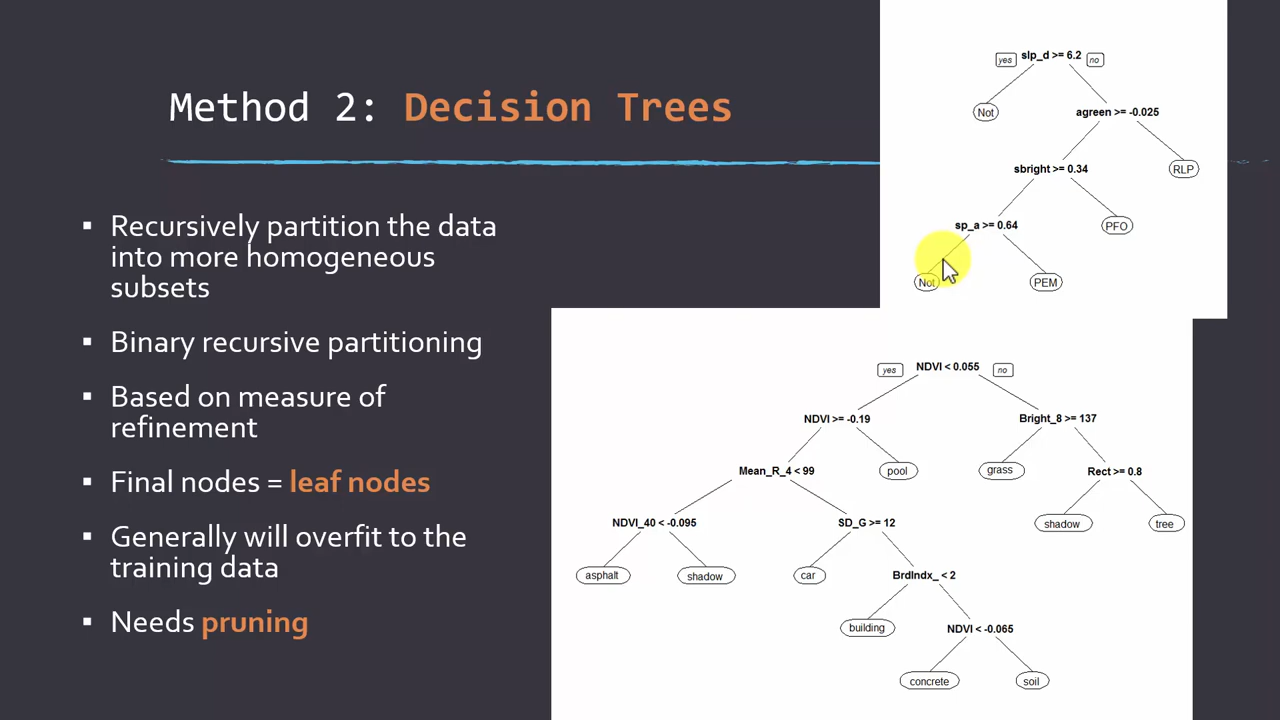 Method 2: Decision Trees
▪ Recursively partition the data
into more homogeneous
subsets
▪ Binary recursive partitioning
▪ Based on measure of
refinement
▪ Final nodes = leaf nodes
▪ Generally will overfit to the
training data
▪ Needs pruning
yes slp_d >= 6.2 no
Not agreen >= -0.025
sbright >= 0.34 RLP
sp_a >= 0.64 PFO
Not PEM
yes NDVI < 0.055 no
NDVI >= -0.19 Bright_8 >= 137
Mean_R_4 < 99 pool grass Rect >= 0.8
NDVI_40 < -0.095 SD_G >= 12 shadow tree
asphalt shadow car BrdIndx_ < 2
building NDVI < -0.065
concrete soil